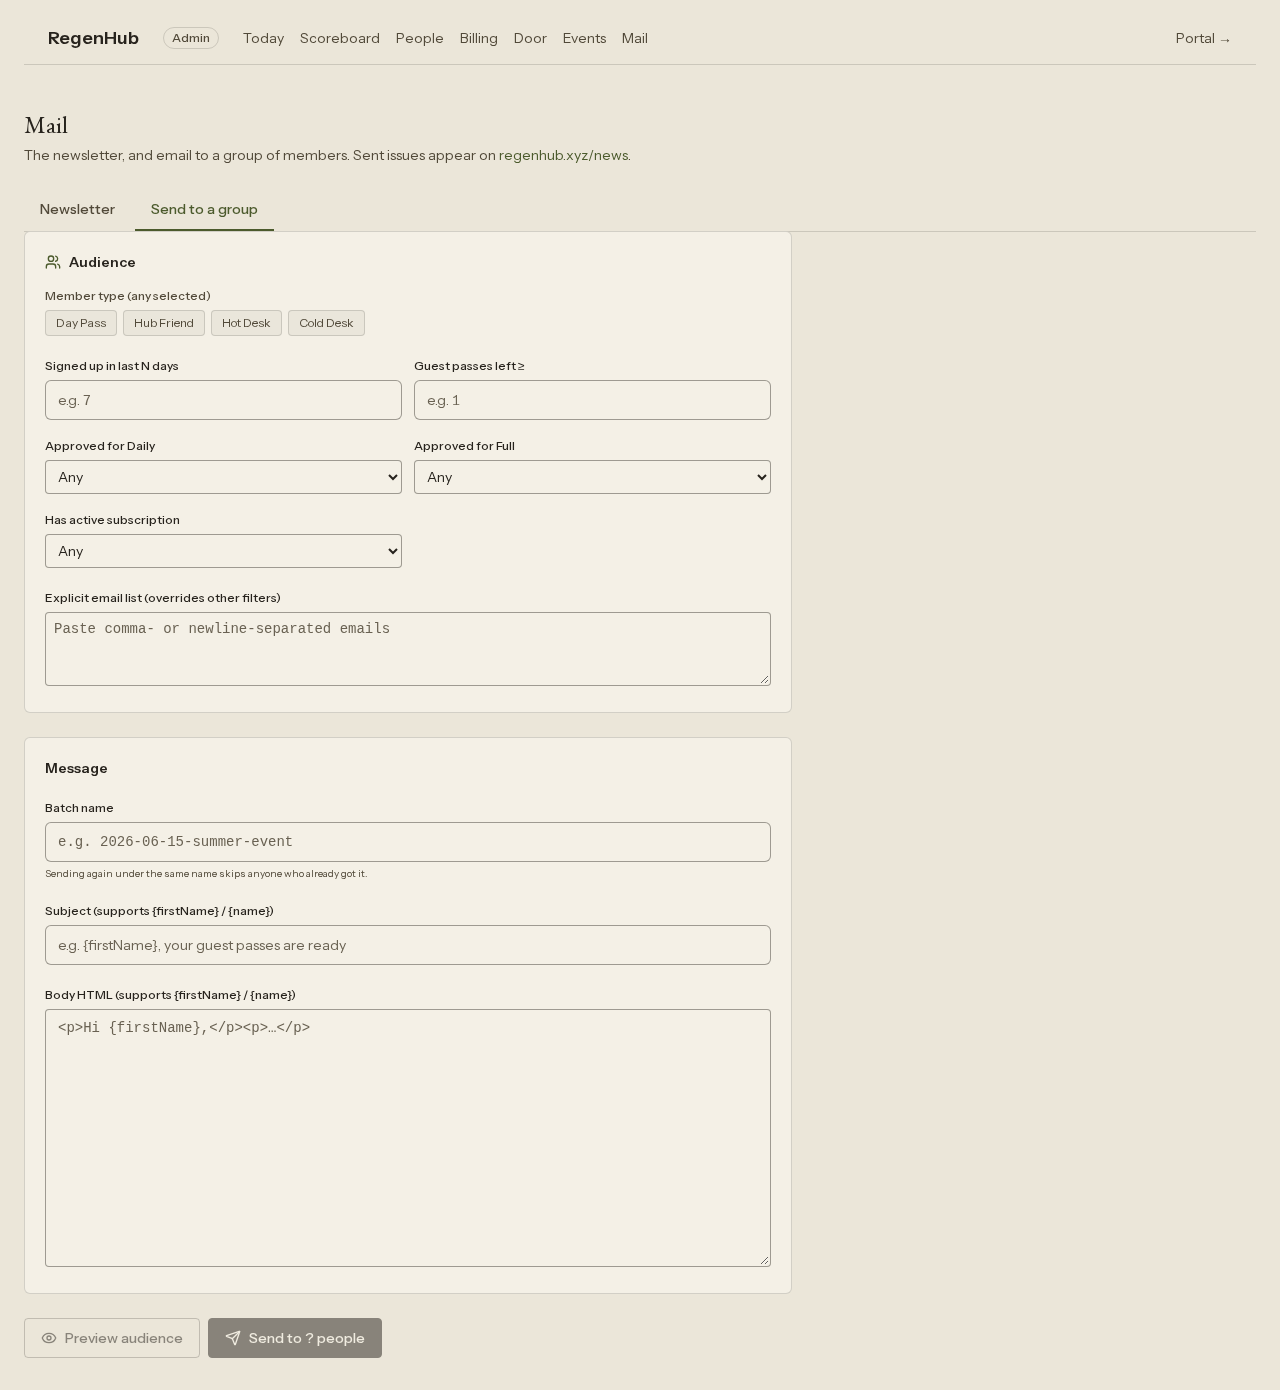 RegenHub Admin Today Scoreboard People Billing Door Events Mail Portal →
Mail
The newsletter, and email to a group of members. Sent issues appear on regenhub.xyz/news.
Newsletter Send to a group
Audience
Member type (any selected)
Day Pass Hub Friend Hot Desk Cold Desk
Signed up in last N days Guest passes left ≥
e.g. 7 e.g. 1
Approved for Daily Approved for Full
Any Any
Has active subscription
Any
Explicit email list (overrides other filters)
Paste comma- or newline-separated emails
Message
Batch name
e.g. 2026-06-15-summer-event
Sending again under the same name skips anyone who already got it.
Subject (supports {firstName} / {name})
e.g. {firstName}, your guest passes are ready
Body HTML (supports {firstName} / {name})
<p>Hi {firstName},</p><p>…</p>
Preview audience Send to ? people